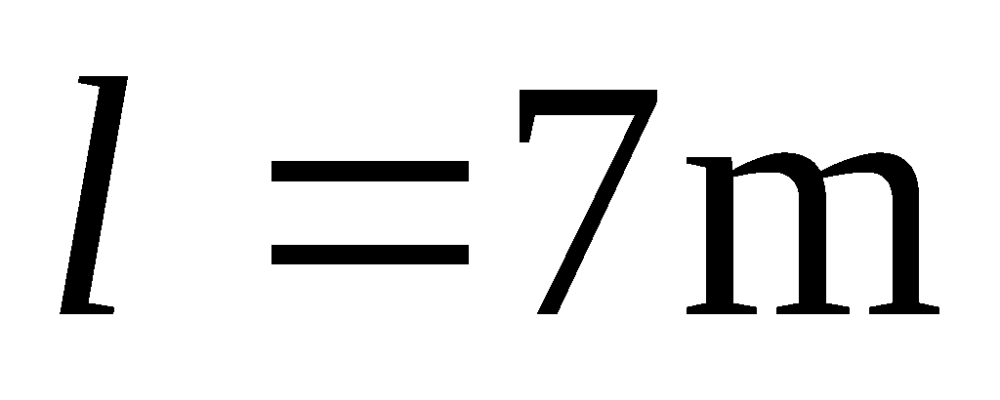 l = 7m